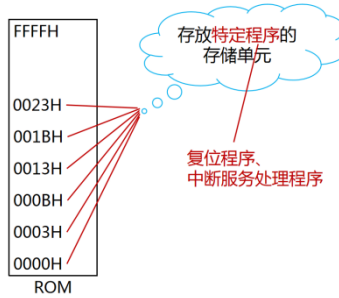 FFFFH
存放特定程序的
存储单元
0023H
001BH
0013H
000BH
0003H
0000H
复位程序、
中断服务处理程序
ROM